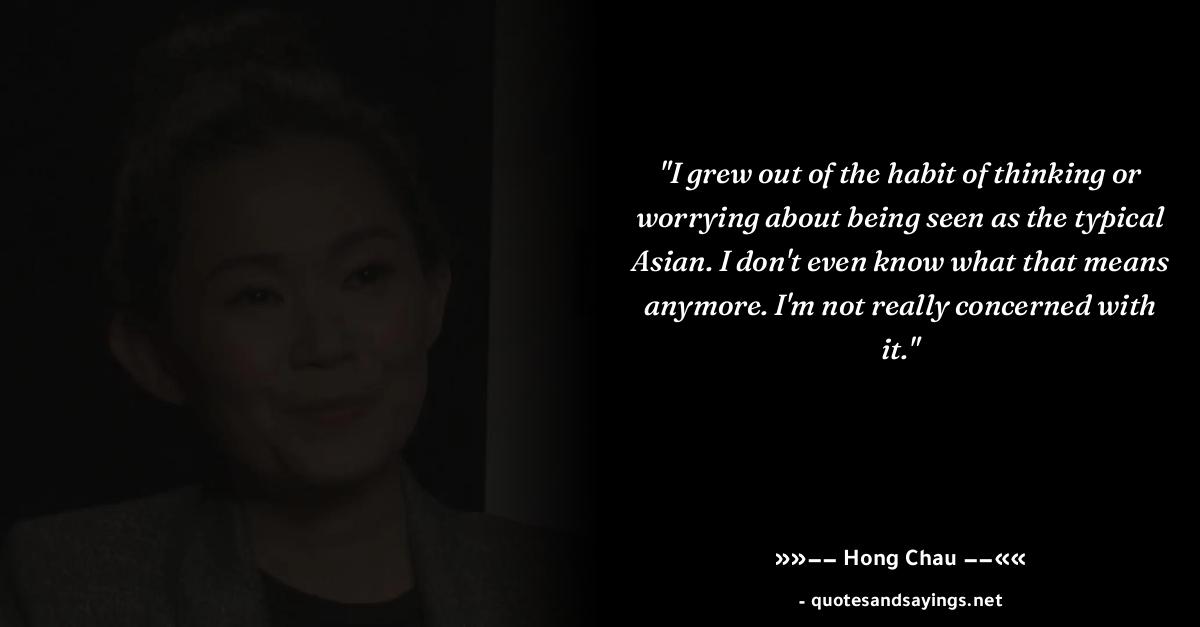 "I grew out of the habit of thinking or
worrying about being seen as the typical
Asian. I don't even know what that means
anymore. I'm not really concerned with
it."
»»−− Hong Chau −−««
- quotesandsayings.net